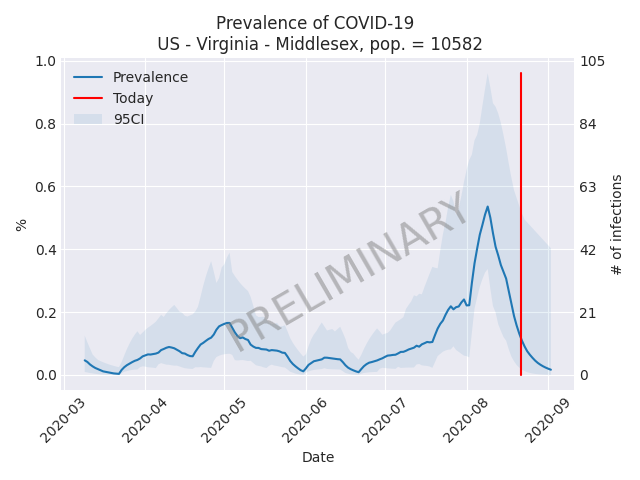 Prevalence of COVID-19
US - Virginia - Middlesex, pop. = 10582
Prevalence
Today
95CI
PRELIMINARY
%
1.0
0.8
0.6
0.4
0.2
0.0
105
84
63
42
21
0
# of infections
2020-03
2020-04
2020-05
2020-06
2020-07
2020-08
2020-09
Date